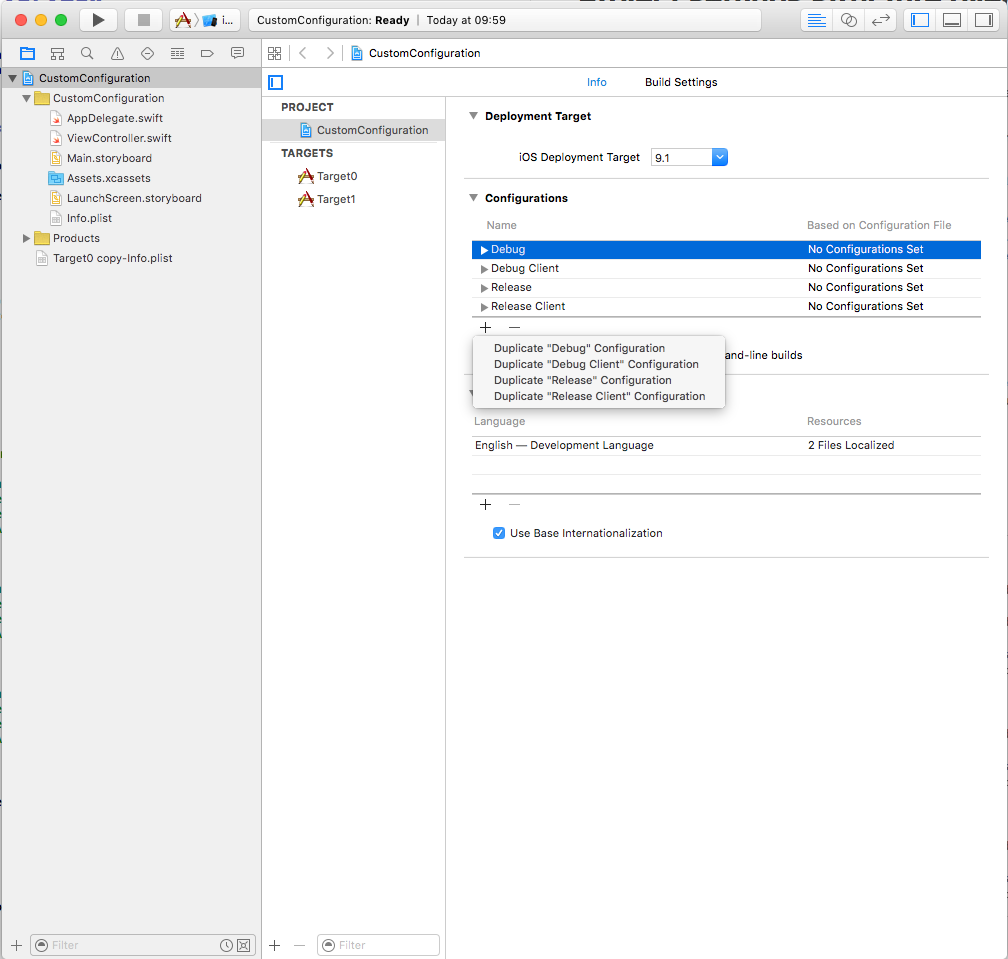 CustomConfiguration: Ready | Today at 09:59
i...
CustomConfiguration
CustomConfiguration
CustomConfiguration
AppDelegate.swift
ViewController.swift
Main.storyboard
Assets.xcassets
LaunchScreen.storyboard
Info.plist
Products
Target0 copy-Info.plist
Filter
Info
Build Settings
PROJECT
CustomConfiguration
TARGETS
Target0
Target1
Filter
Deployment Target
iOS Deployment Target 9.1
Configurations
Name Based on Configuration File
Debug No Configurations Set
Debug Client No Configurations Set
Release No Configurations Set
Release Client No Configurations Set
Duplicate "Debug" Configuration
Duplicate "Debug Client" Configuration
Duplicate "Release" Configuration
Duplicate "Release Client" Configuration
and-line builds
Language Resources
English — Development Language 2 Files Localized
Use Base Internationalization